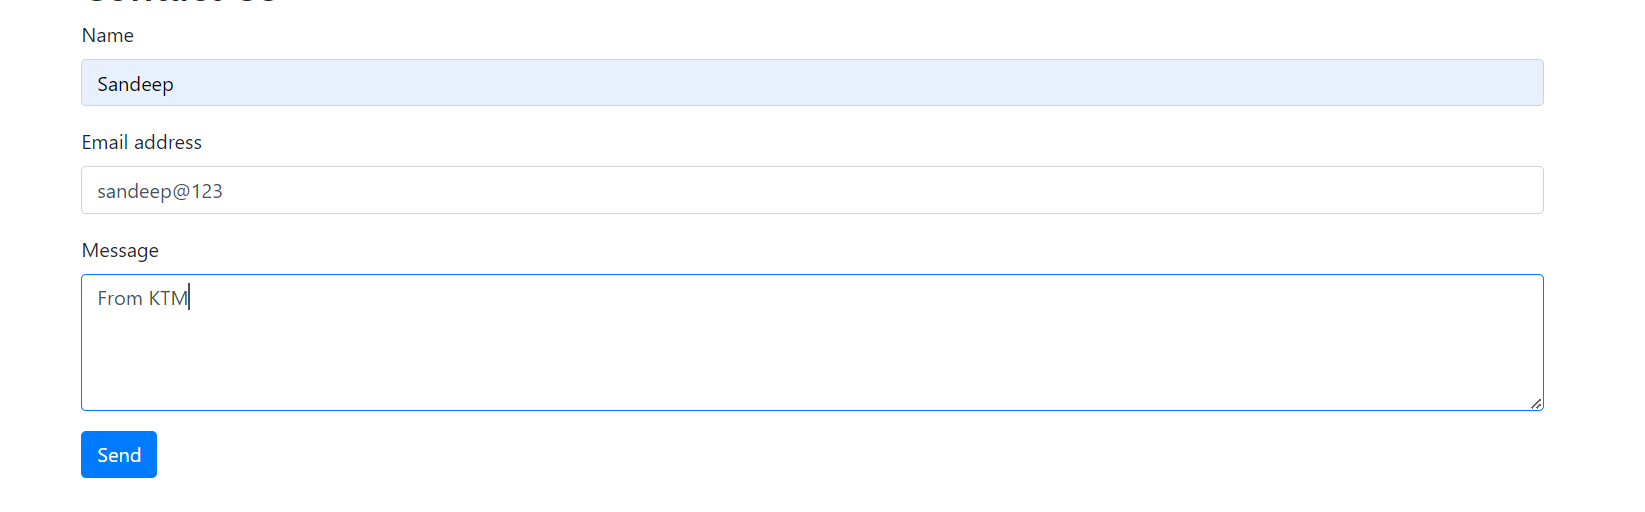 Name
Sandeep
Email address
sandeep@123
Message
From KTM
Send